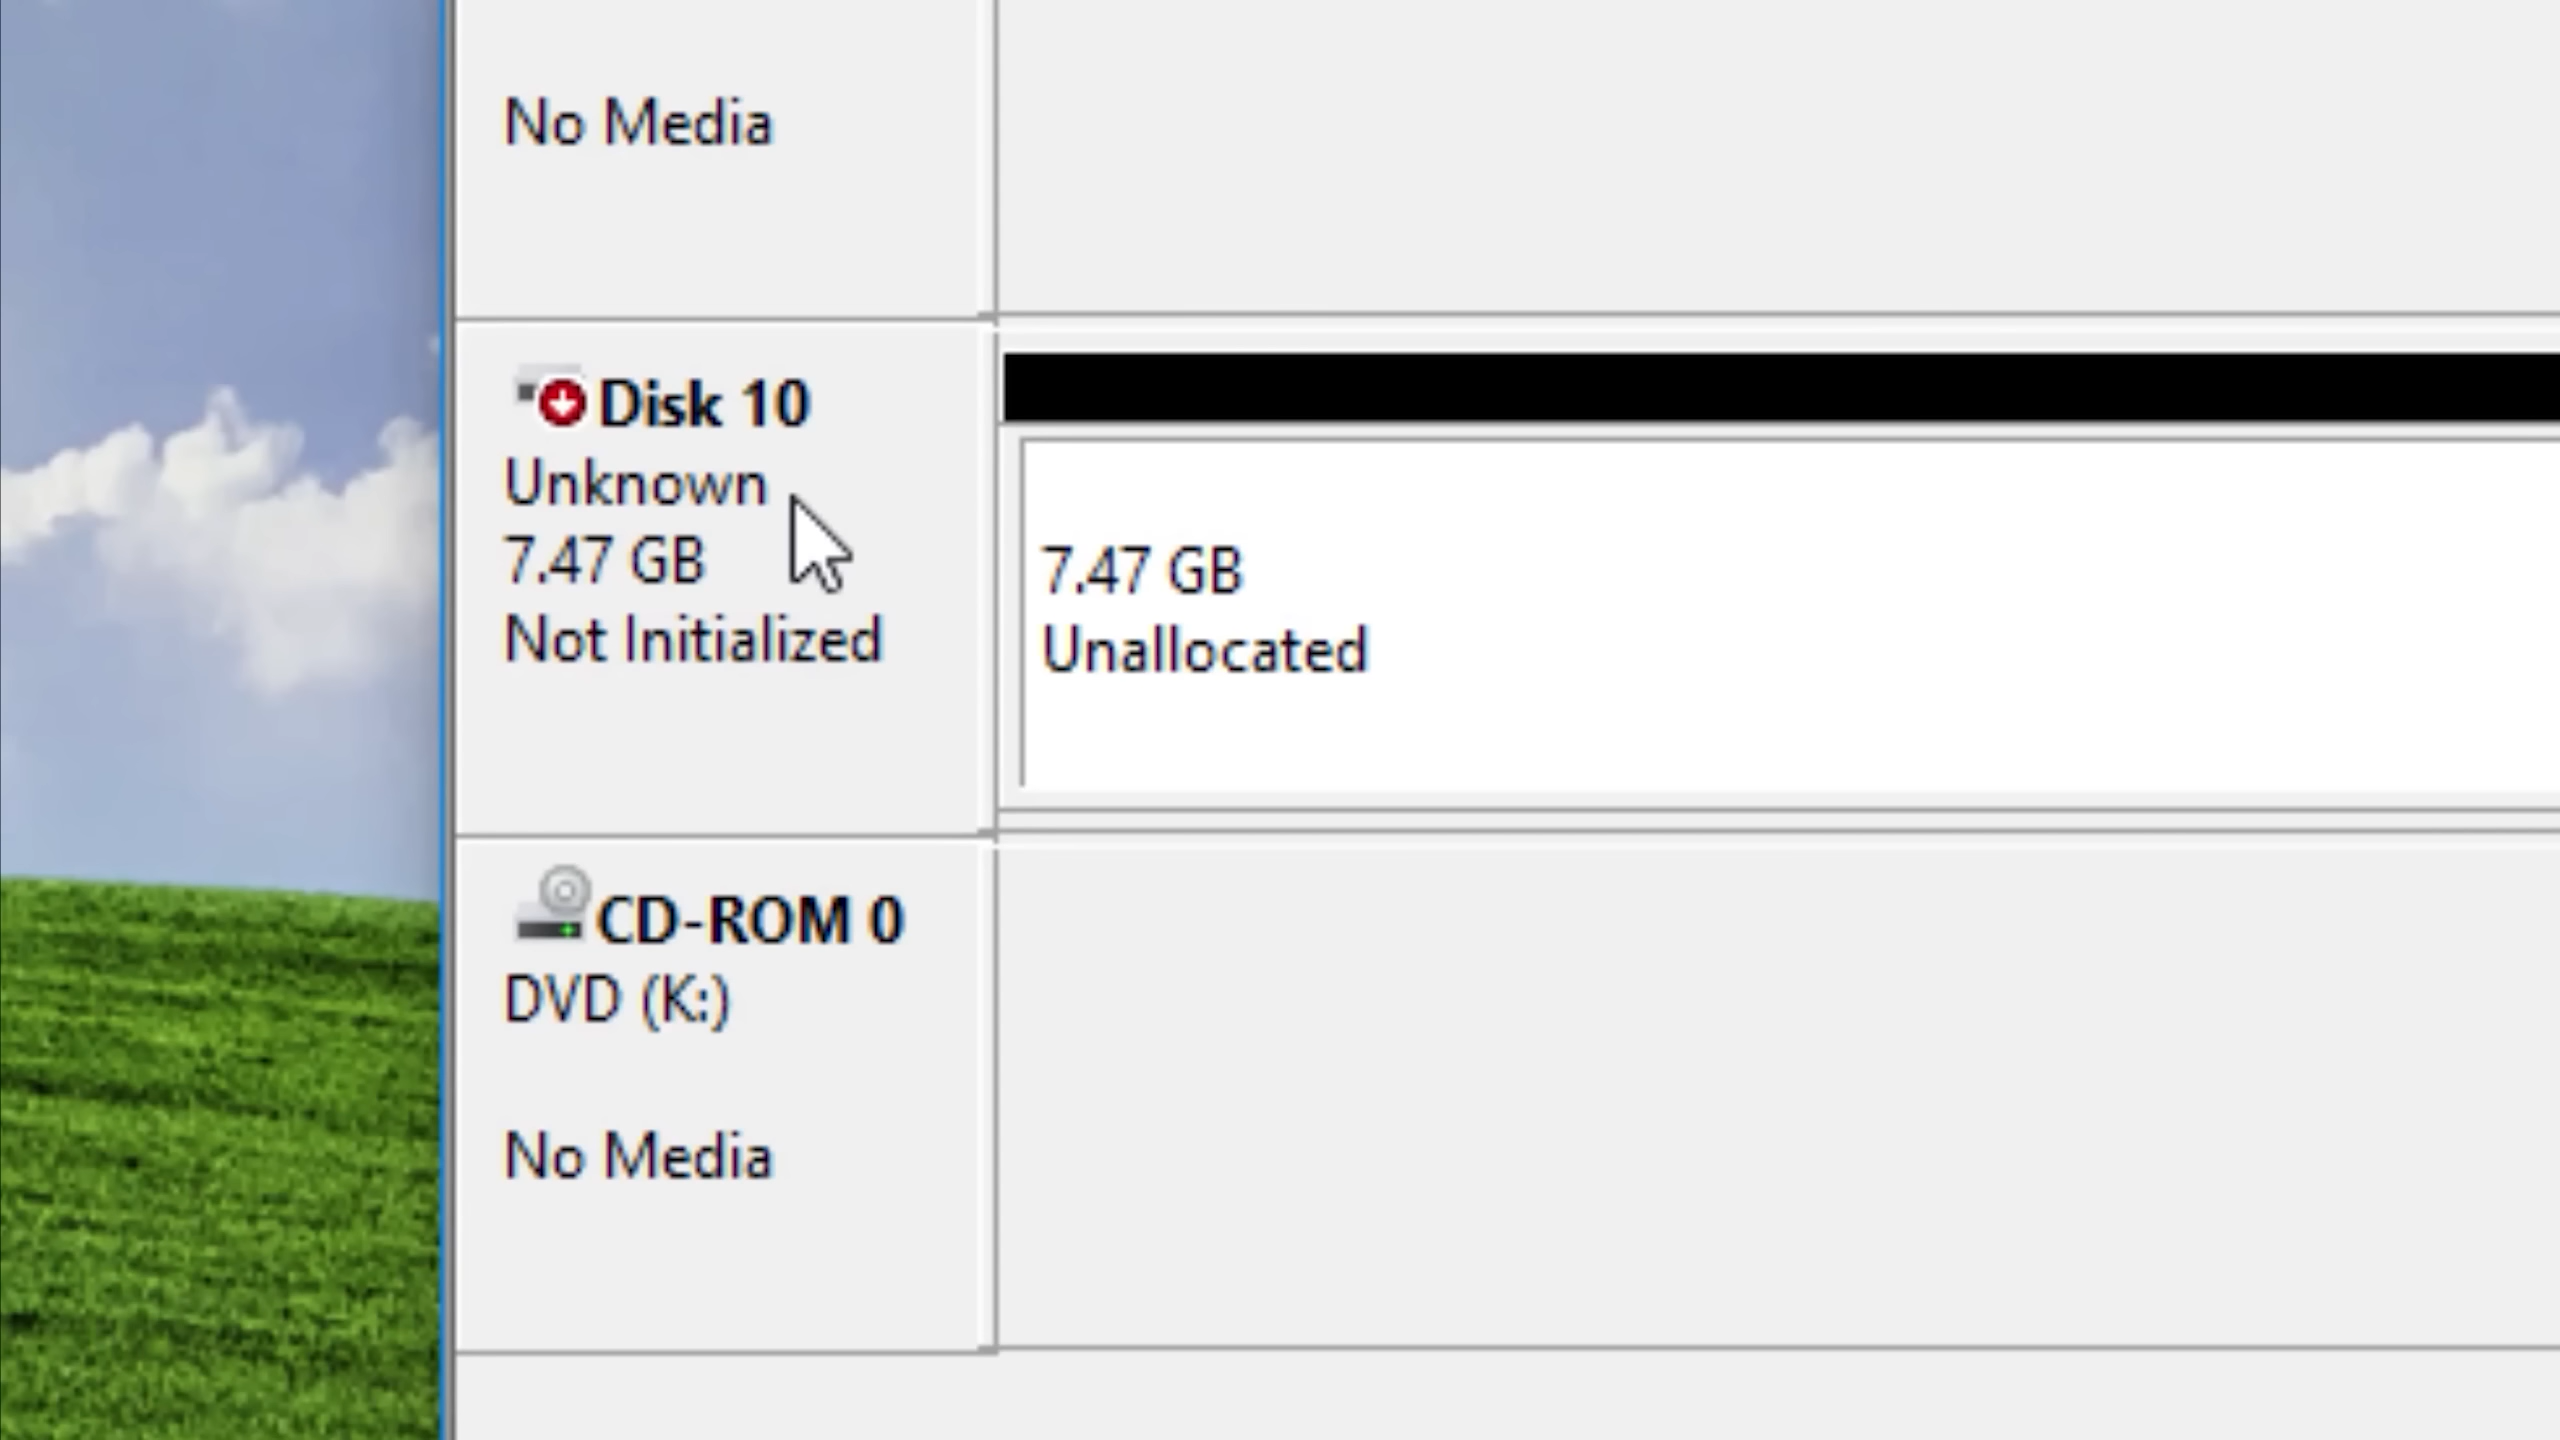 No Media
Disk 10
Unknown
7.47 GB
Not Initialized
7.47 GB
Unallocated
CD-ROM 0
DVD (K:)
No Media